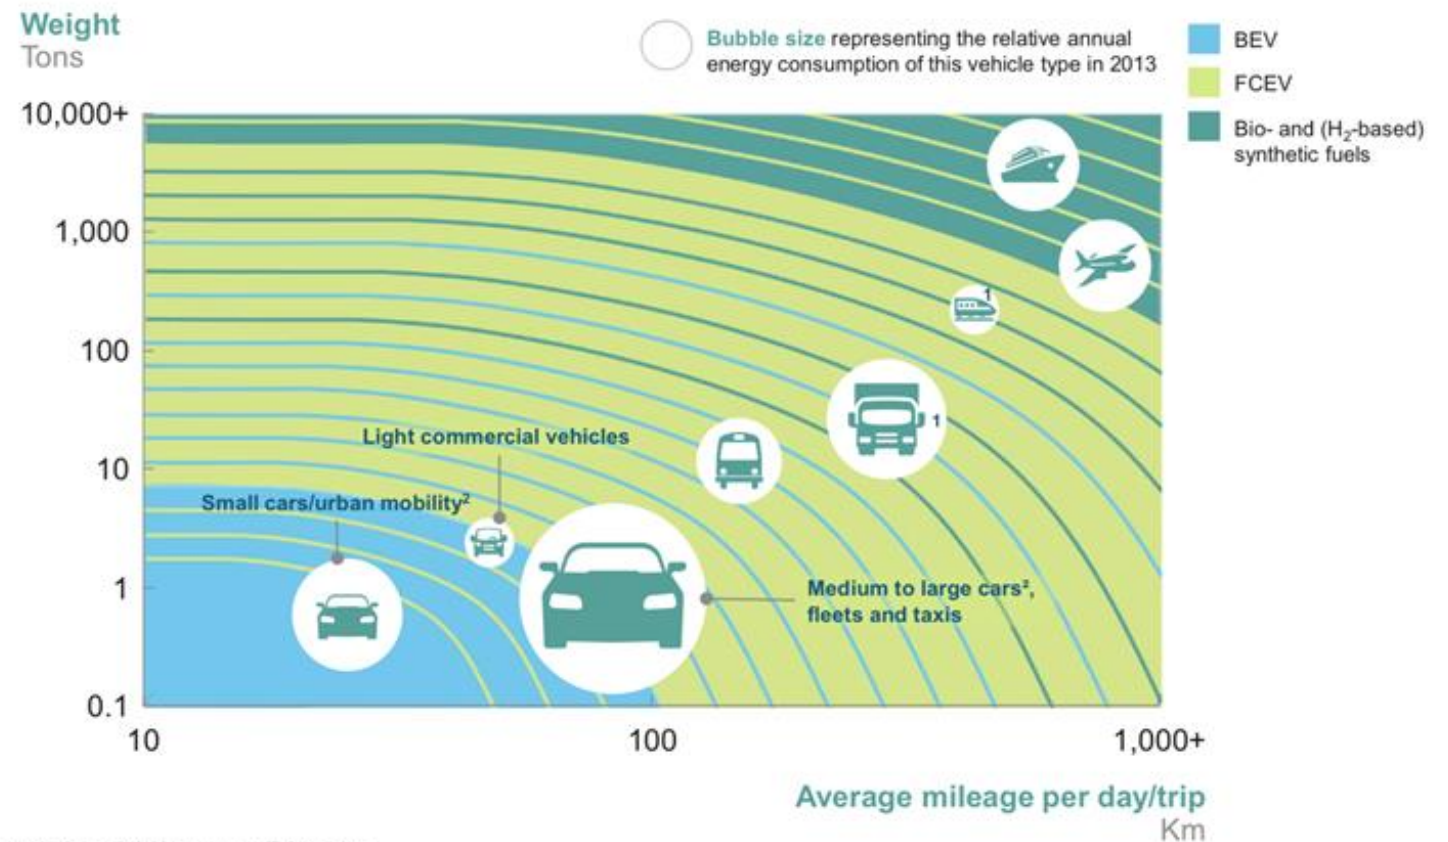 Weight
Tons
Bubble size representing the relative annual
energy consumption of this vehicle type in 2013
BEV
FCEV
Bio- and (H₂-based)
synthetic fuels
10,000+
1,000
100
10
1
0.1
1
1
Light commercial vehicles
Small cars/urban mobility²
Medium to large cars²,
fleets and taxis
10
100
1,000+
Average mileage per day/trip
Km